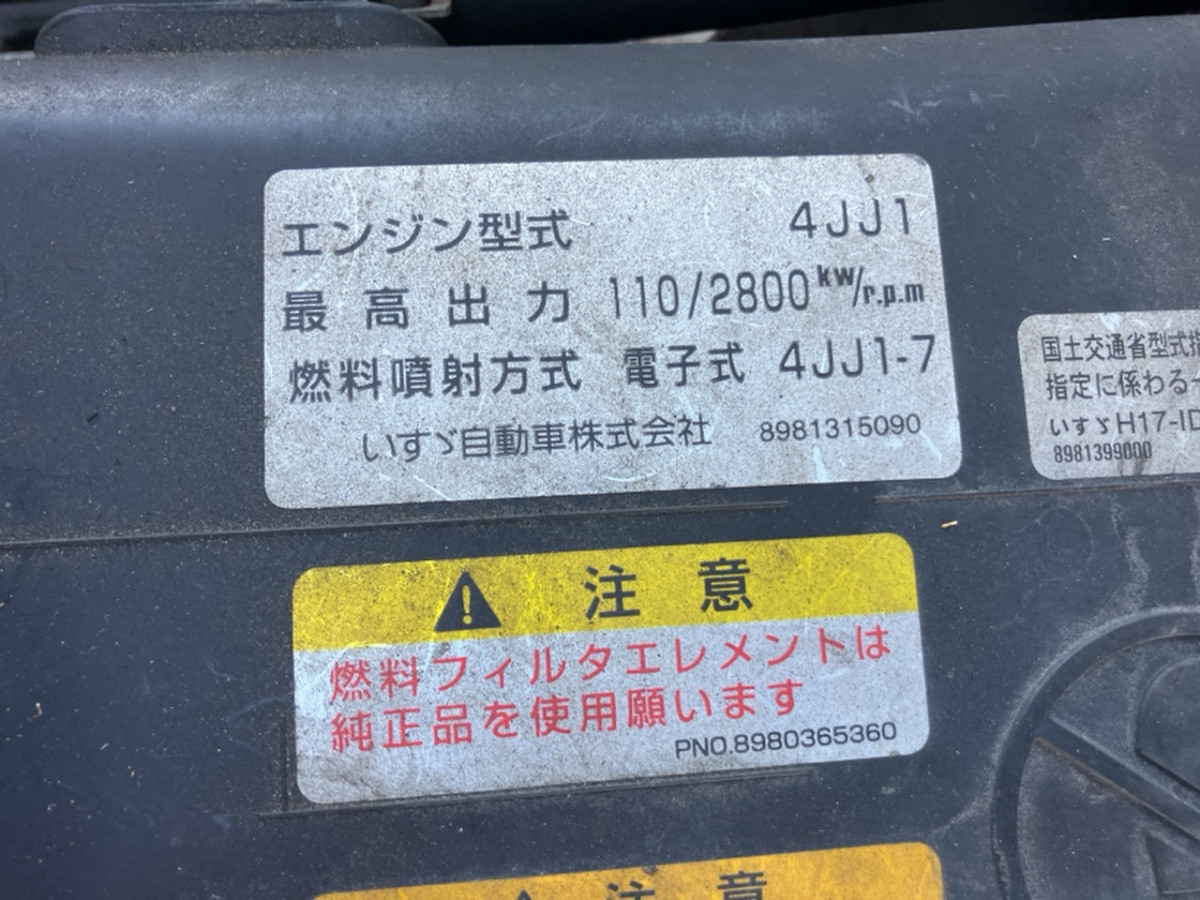 エンジン型式 4JJ1
最高出力 110/2800 kw/r.p.m
燃料噴射方式 電子式 4JJ1-7
いすゞ自動車株式会社 8981315090
国土交通省型式指
指定に係わる
いすゞH17-ID
8981399000
注意
燃料フィルタエレメントは
純正品を使用願います
PNO.8980365360
注意